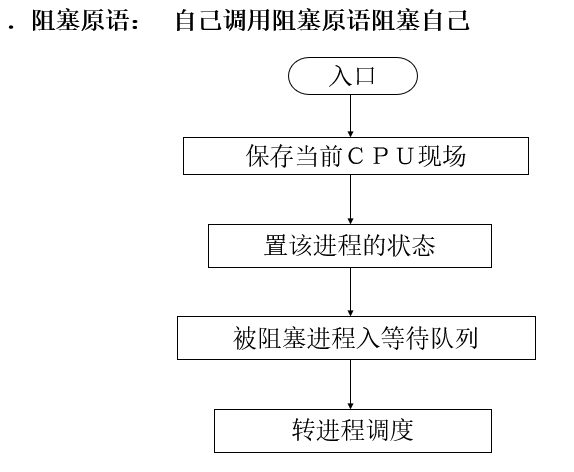 ．阻塞原语： 自己调用阻塞原语阻塞自己
入口
保存当前ＣＰＵ现场
置该进程的状态
被阻塞进程入等待队列
转进程调度